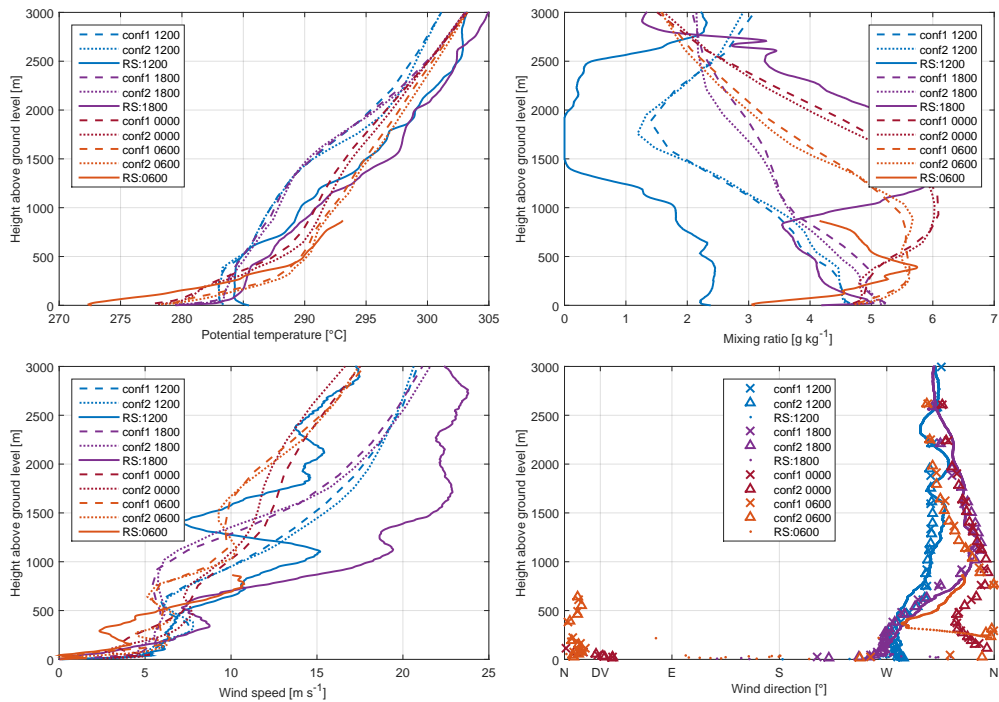 3000
2500
2000
1500
1000
500
0
Height above ground level [m]
conf1 1200
conf2 1200
RS:1200
conf1 1800
conf2 1800
RS:1800
conf1 0000
conf2 0000
conf1 0600
conf2 0600
RS:0600
270 275 280 285 290 295 300 305
Potential temperature [°C]
3000
2500
2000
1500
1000
500
0
Height above ground level [m]
conf1 1200
conf2 1200
RS:1200
conf1 1800
conf2 1800
RS:1800
conf1 0000
conf2 0000
conf1 0600
conf2 0600
RS:0600
0 1 2 3 4 5 6 7
Mixing ratio [g kg-1]
3000
2500
2000
1500
1000
500
0
Height above ground level [m]
conf1 1200
conf2 1200
RS:1200
conf1 1800
conf2 1800
RS:1800
conf1 0000
conf2 0000
conf1 0600
conf2 0600
RS:0600
0 5 10 15 20 25
Wind speed [m s-1]
3000
2500
2000
1500
1000
500
0
Height above ground level [m]
conf1 1200
conf2 1200
RS:1200
conf1 1800
conf2 1800
RS:1800
conf1 0000
conf2 0000
conf1 0600
conf2 0600
RS:0600
N DV E S W N
Wind direction [°]